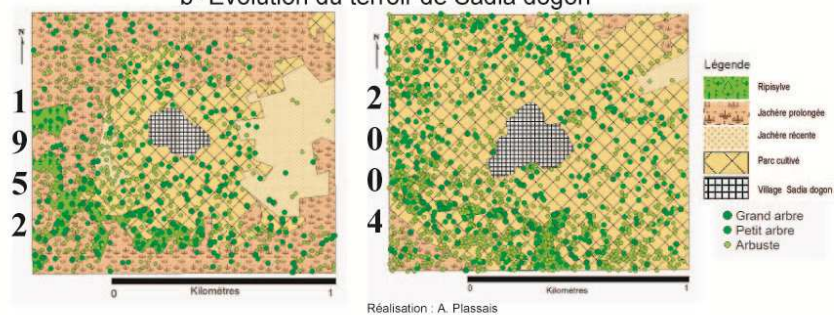 b- Evolution du terroir de Sadia dogon
N
1
9
5
2
0
Kilomètres
1
N
2
0
0
4
0
Kilomètres
1
Réalisation : A. Plassais
Légende
Ripisylve
Jachère prolongée
Jachère récente
Parc cultivé
Village Sadia dogon
Grand arbre
Petit arbre
Arbuste